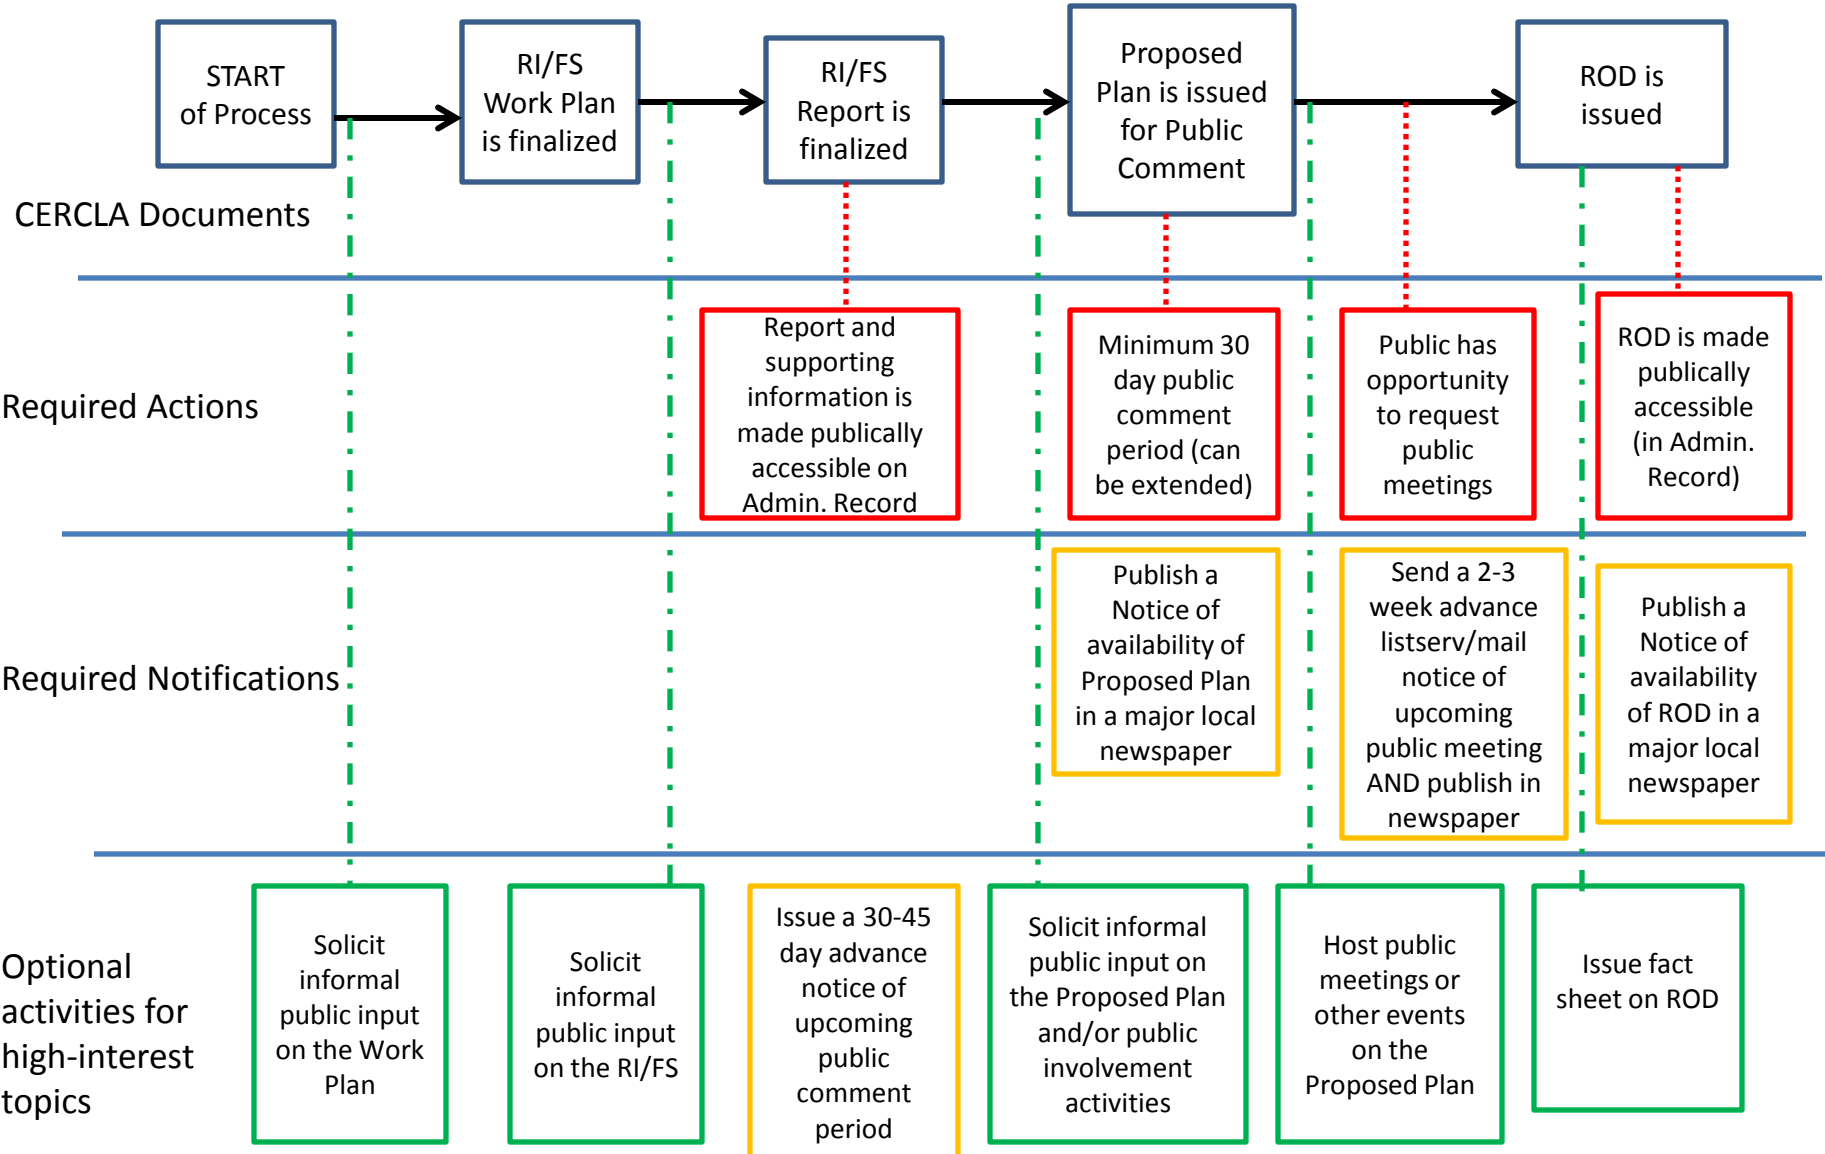 START
of Process
RI/FS
Work Plan
is finalized
RI/FS
Report is
finalized
Proposed
Plan is issued
for Public
Comment
ROD is
issued
CERCLA Documents
Required Actions
Report and
supporting
information is
made publically
accessible on
Admin. Record
Minimum 30
day public
comment
period (can
be extended)
Public has
opportunity
to request
public
meetings
ROD is made
publically
accessible
(in Admin.
Record)
Required Notifications
Publish a
Notice of
availability of
Proposed Plan
in a major local
newspaper
Send a 2-3
week advance
listserv/mail
notice of
upcoming
public meeting
AND publish in
newspaper
Publish a
Notice of
availability
of ROD in a
major local
newspaper
Optional
activities for
high-interest
topics
Solicit
informal
public input
on the Work
Plan
Solicit
informal
public input
on the RI/FS
Issue a 30-45
day advance
notice of
upcoming
public
comment
period
Solicit informal
public input on
the Proposed Plan
and/or public
involvement
activities
Host public
meetings or
other events
on the
Proposed Plan
Issue fact
sheet on ROD